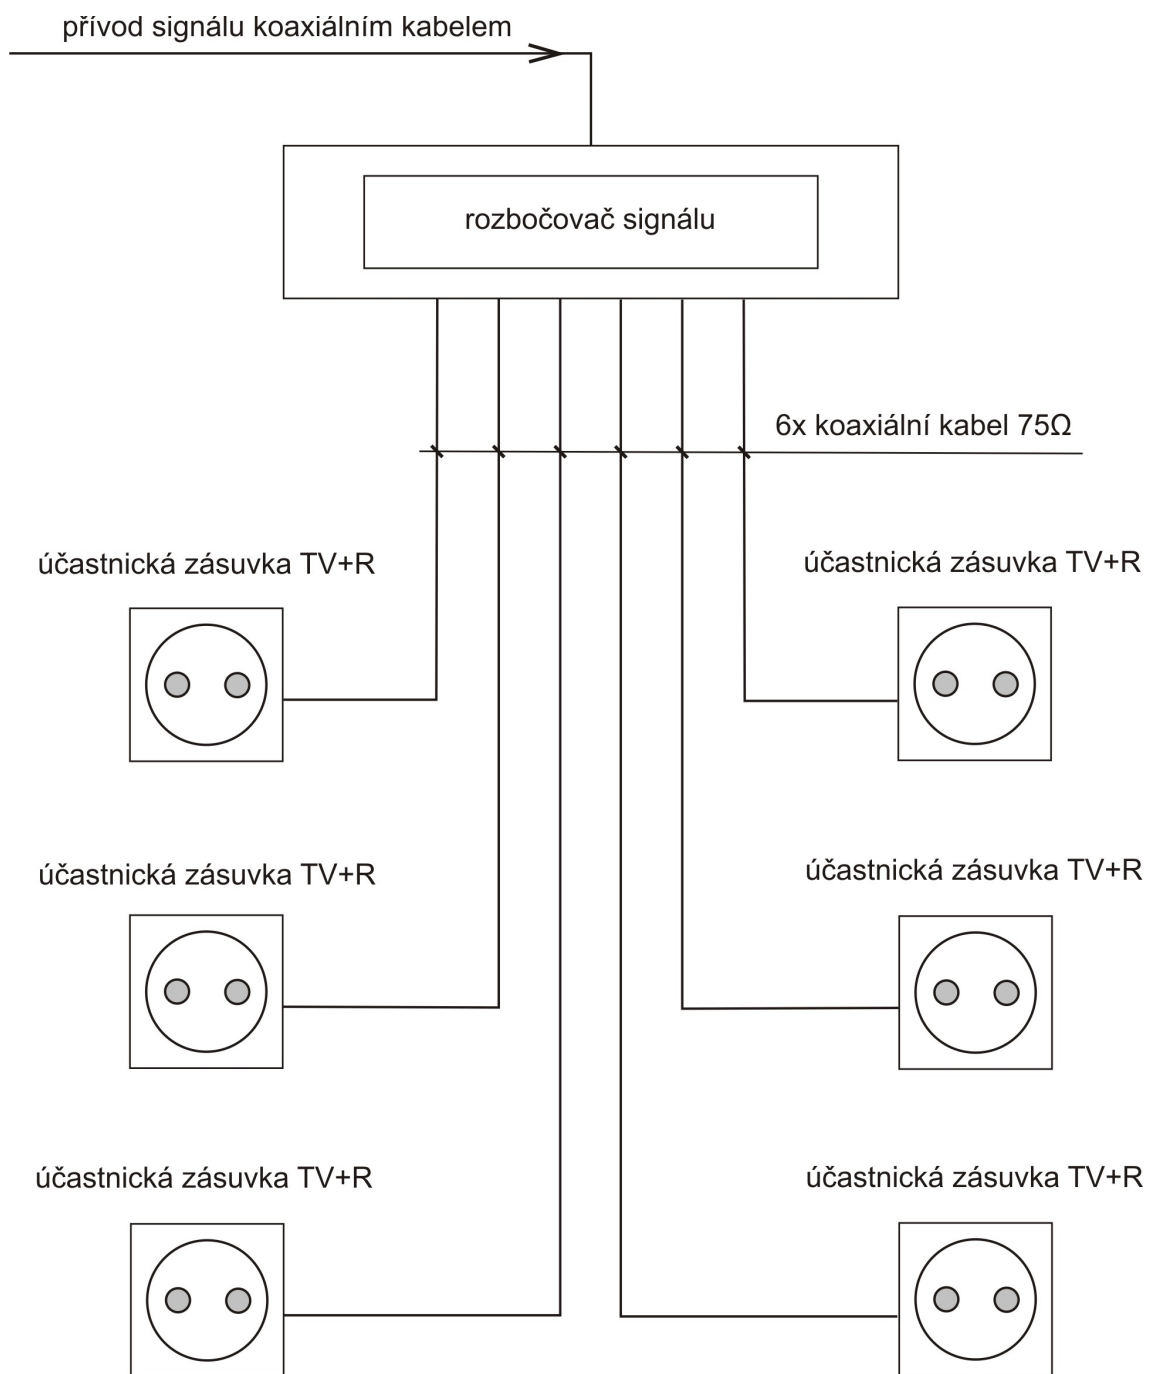 přívod signálu koaxiálním kabelem
rozbočovač signálu
6x koaxiální kabel 75Ω
účastnická zásuvka TV+R
účastnická zásuvka TV+R
účastnická zásuvka TV+R
účastnická zásuvka TV+R
účastnická zásuvka TV+R
účastnická zásuvka TV+R